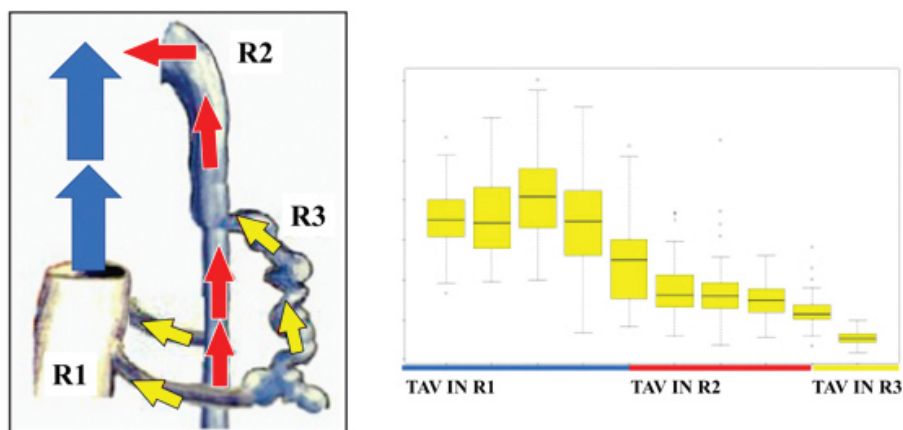 R2
R3
R1
TAV IN R1
TAV IN R2
TAV IN R3